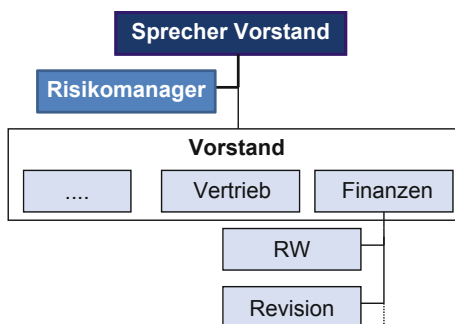 Sprecher Vorstand
Risikomanager
Vorstand
....
Vertrieb
Finanzen
RW
Revision